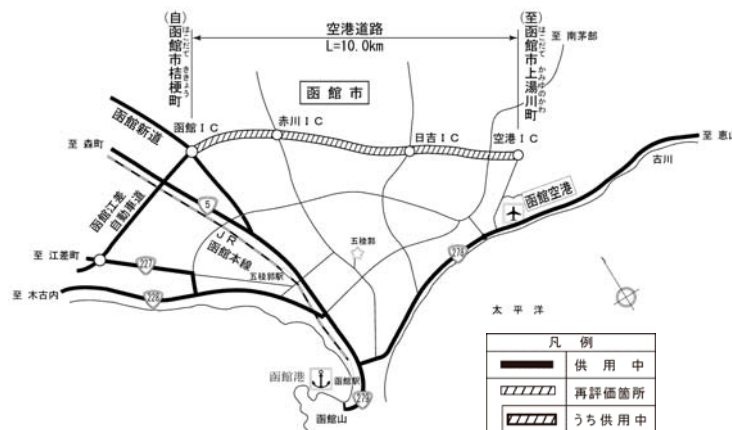 (自)函館市桔梗町
はこだて ききょう
空港道路
L=10.0km
(至)函館市上湯川町
はこだて かみゆのかわ
至 南茅部
函館市
函館新道
函館IC
赤川IC
日吉IC
空港IC
至 恵山
古川
至 森町
函館江差
自動車道
5
JR
函館本線
函館空港
五稜郭
278
至 江差町
227
五稜郭駅
至 木古内
228
太平洋
函館港
函館駅
279
函館山
凡例
供用中
再評価箇所
うち供用中